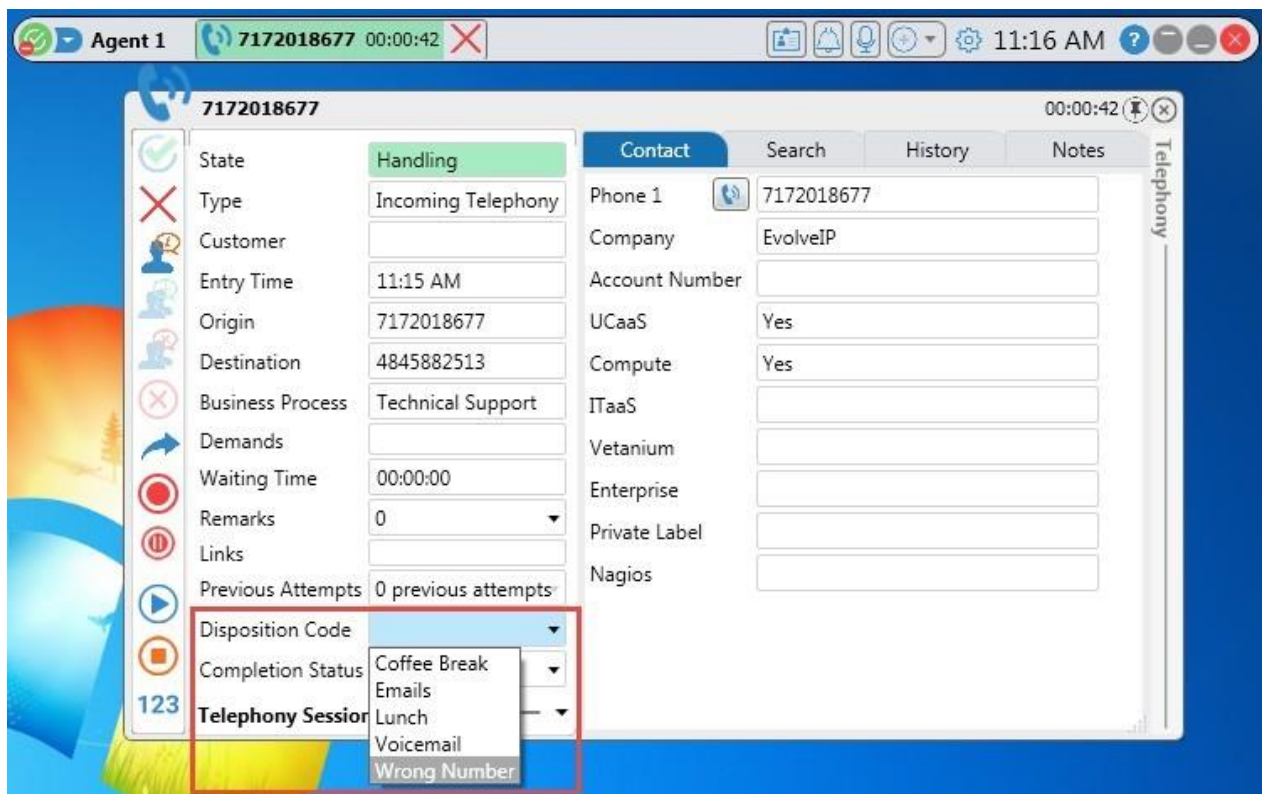 Agent 1 7172018677 00:00:42 11:16 AM ?
7172018677 00:00:42
Contact Search History Notes
Telephony
State Handling
Type Incoming Telephony
Customer
Entry Time 11:15 AM
Origin 7172018677
Destination 4845882513
Business Process Technical Support
Demands
Waiting Time 00:00:00
Remarks 0
Links
Previous Attempts 0 previous attempts
Disposition Code
Completion Status
123
Telephony Session
Coffee Break
Emails
Lunch
Voicemail
Wrong Number
Phone 1 7172018677
Company EvolveIP
Account Number
UCaaS Yes
Compute Yes
ITaaS
Vetanium
Enterprise
Private Label
Nagios